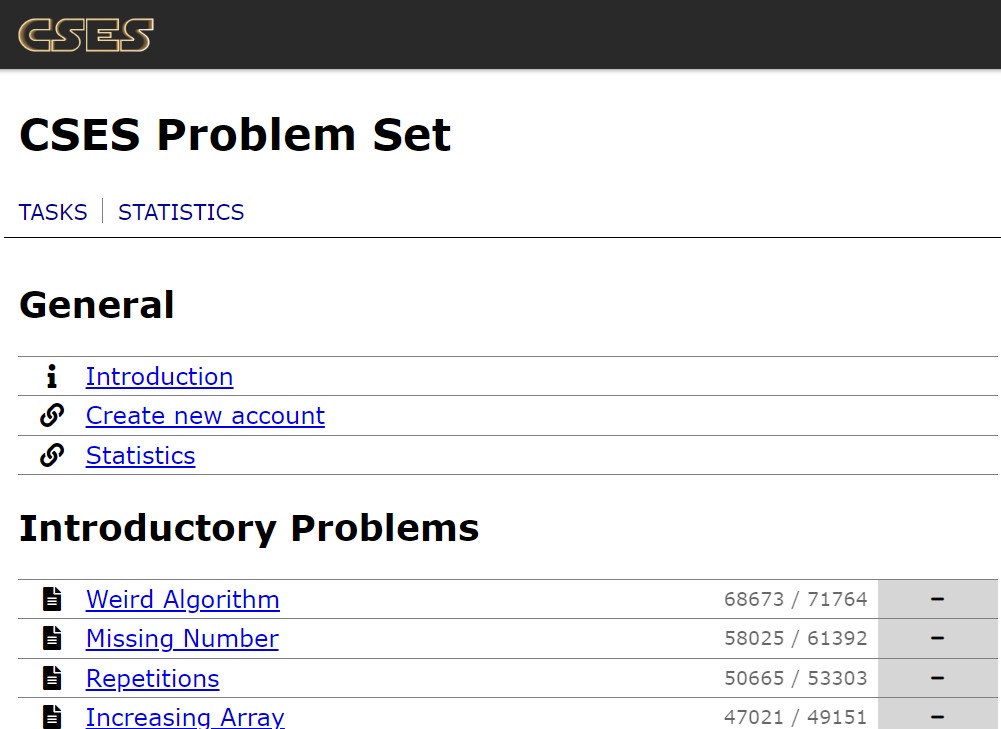 CSES
CSES Problem Set
TASKS | STATISTICS
General
Introduction
Create new account
Statistics
Introductory Problems
Weird Algorithm 68673 / 71764 –
Missing Number 58025 / 61392 –
Repetitions 50665 / 53303 –
Increasing Array 47021 / 49151 –